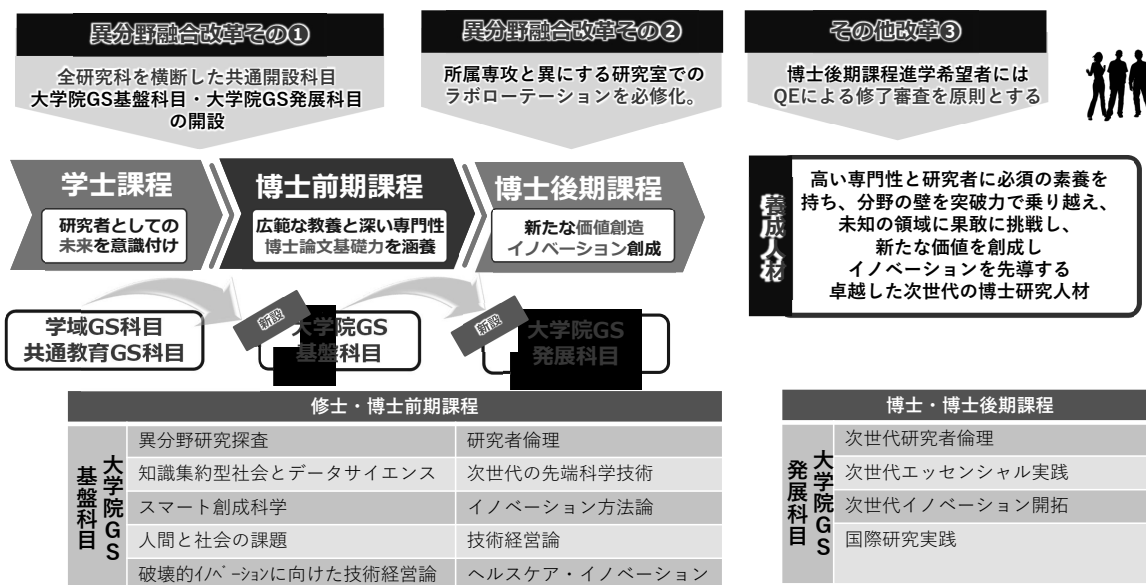 異分野融合改革その①
全研究科を横断した共通開設科目
大学院GS基盤科目・大学院GS発展科目
の開設
異分野融合改革その②
所属専攻と異にする研究室での
ラボローテーションを必修化。
その他改革③
博士後期課程進学希望者には
QEによる修了審査を原則とする
学士課程
研究者としての
未来を意識付け
博士前期課程
広範な教養と深い専門性
博士論文基礎力を涵養
博士後期課程
新たな価値創造
イノベーション創成
養成人材
高い専門性と研究者に必須の素養を
持ち、分野の壁を突破力で乗り越え、
未知の領域に果敢に挑戦し、
新たな価値を創成し
イノベーションを先導する
卓越した次世代の博士研究人材
学域GS科目
共通教育GS科目
新設
大学院GS
基盤科目
新設
大学院GS
発展科目
修士・博士前期課程
大学院GS
基盤科目
異分野研究探査 研究者倫理
知識集約型社会とデータサイエンス 次世代の先端科学技術
スマート創成科学 イノベーション方法論
人間と社会の課題 技術経営論
破壊的イノベーションに向けた技術経営論 ヘルスケア・イノベーション
博士・博士後期課程
大学院GS
発展科目
次世代研究者倫理
次世代エッセンシャル実践
次世代イノベーション開拓
国際研究実践